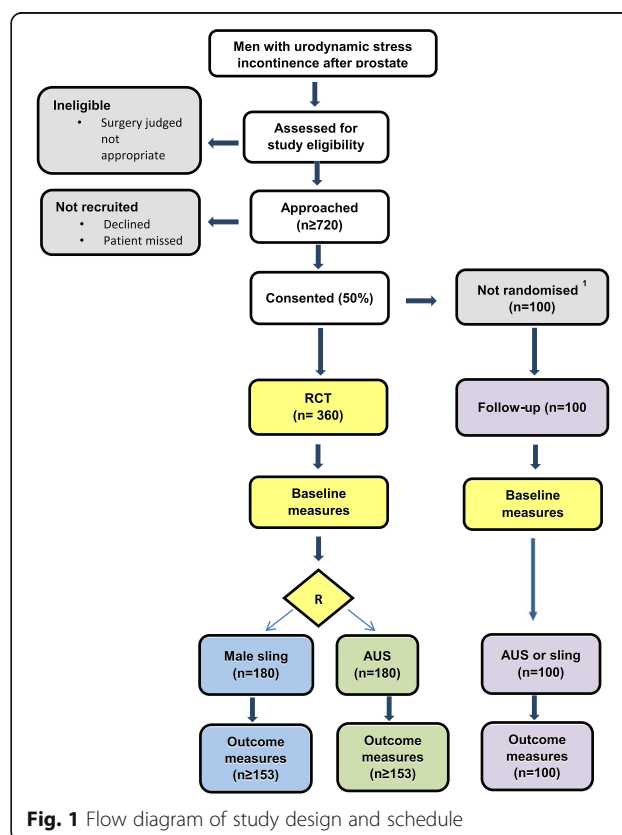 Men with urodynamic stress
incontinence after prostate
Ineligible
• Surgery judged
not
appropriate
Assessed for
study eligibility
Not recruited
• Declined
• Patient missed
Approached
(n≥720)
Consented (50%)
Not randomised 1
(n=100)
RCT
(n= 360)
Follow-up (n=100
Baseline
measures
Baseline
measures
R
Male sling
(n=180)
AUS
(n=180)
AUS or sling
(n=100)
Outcome
measures
(n≥153)
Outcome
measures
(n≥153)
Outcome
measures
(n=100)
Fig. 1 Flow diagram of study design and schedule